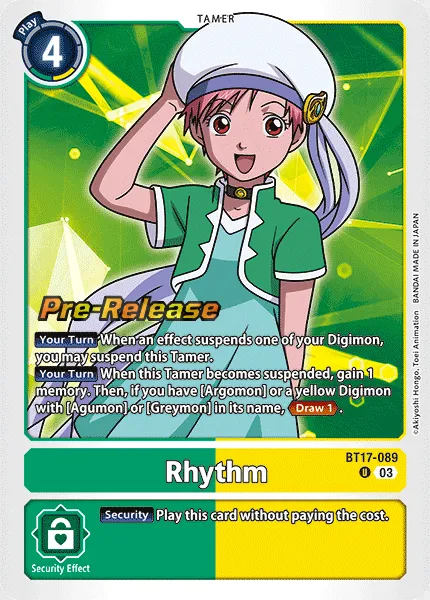 TAMER
Play
4
Pre-Release
Your Turn When an effect suspends one of your Digimon,
you may suspend this Tamer.
Your Turn When this Tamer becomes suspended, gain 1
memory. Then, if you have [Argomon] or a yellow Digimon
with [Agumon] or [Greymon] in its name, Draw 1.
©Akiyoshi Hongo, Toei Animation BANDAI MADE IN JAPAN
BT17-089
Rhythm
U 03
Security Play this card without paying the cost.
Security Effect